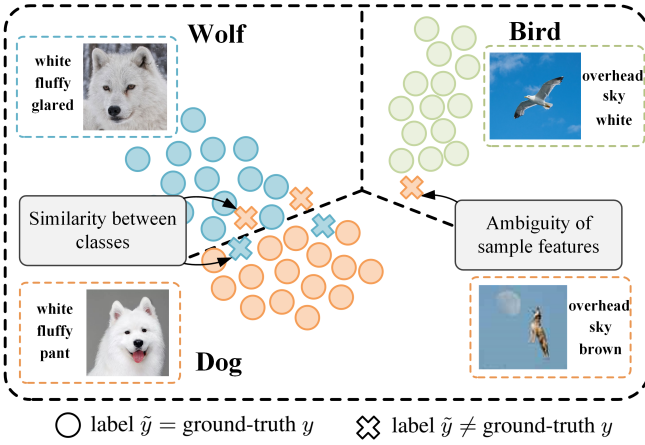 Wolf
Bird
white
fluffy
glared
overhead
sky
white
Similarity between
classes
Ambiguity of
sample features
white
fluffy
pant
Dog
overhead
sky
brown
label ỹ = ground-truth y
label ỹ ≠ ground-truth y